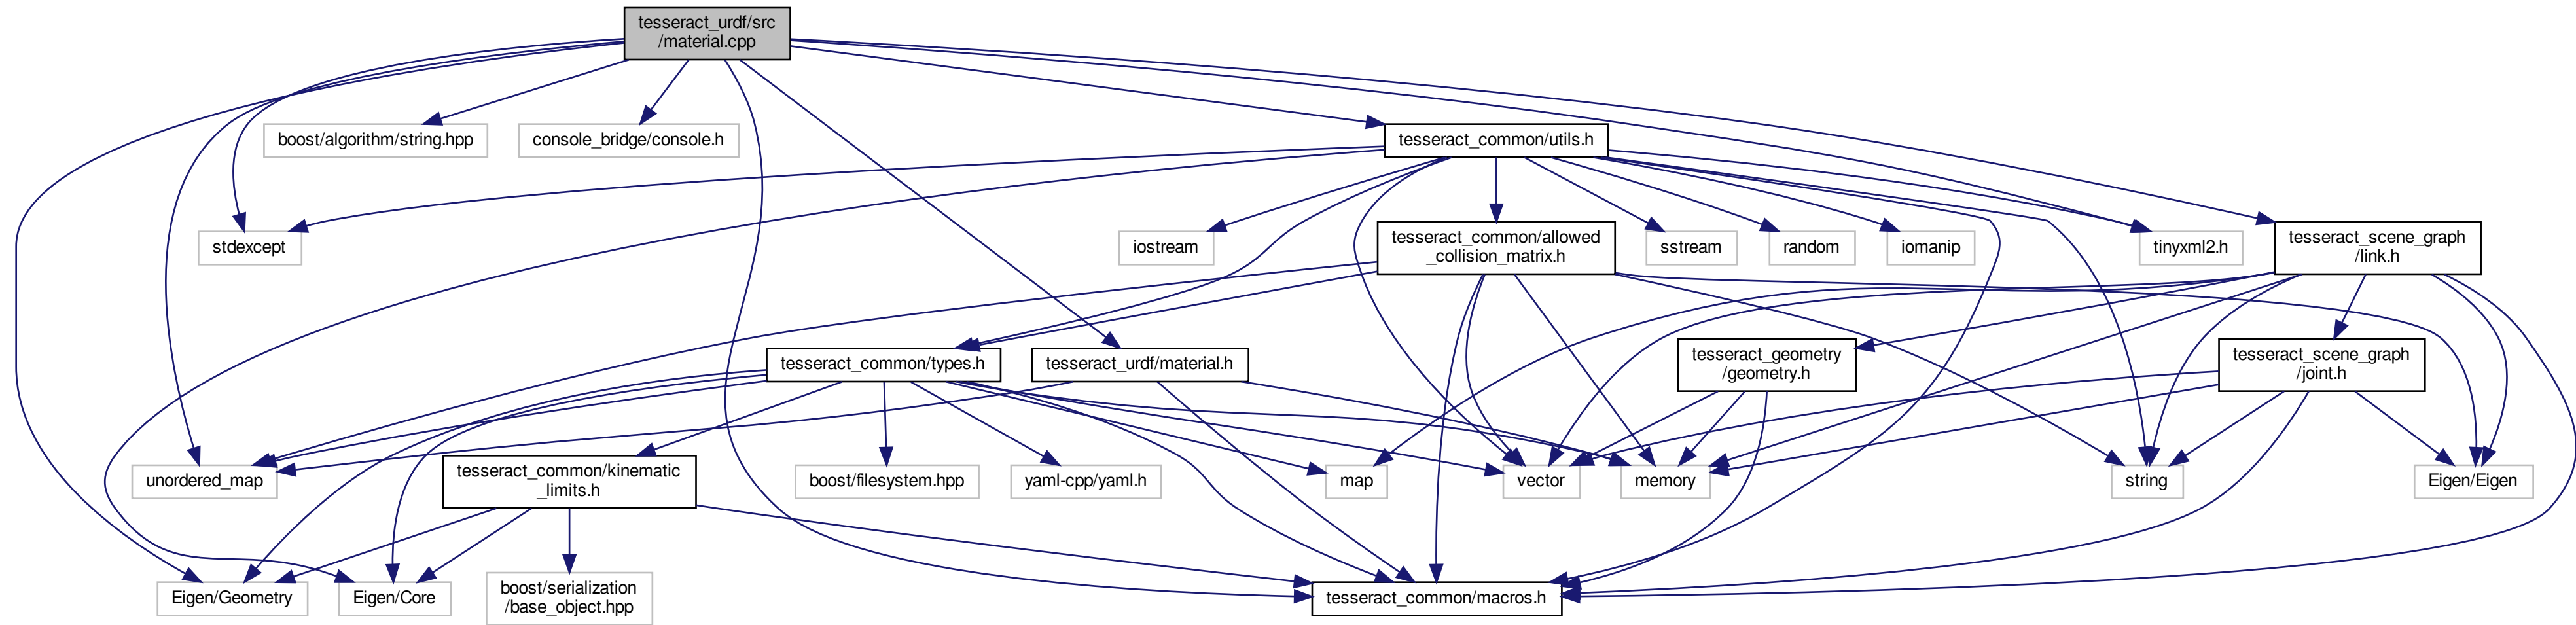 tesseract_urdf/src
/material.cpp
boost/algorithm/string.hpp
console_bridge/console.h
tesseract_common/utils.h
stdexcept
iostream
tesseract_common/allowed
_collision_matrix.h
sstream
random
iomanip
tinyxml2.h
tesseract_scene_graph
/link.h
tesseract_common/types.h
tesseract_urdf/material.h
tesseract_geometry
/geometry.h
tesseract_scene_graph
/joint.h
unordered_map
tesseract_common/kinematic
_limits.h
boost/filesystem.hpp
yaml-cpp/yaml.h
map
vector
memory
string
Eigen/Eigen
Eigen/Geometry
Eigen/Core
boost/serialization
/base_object.hpp
tesseract_common/macros.h